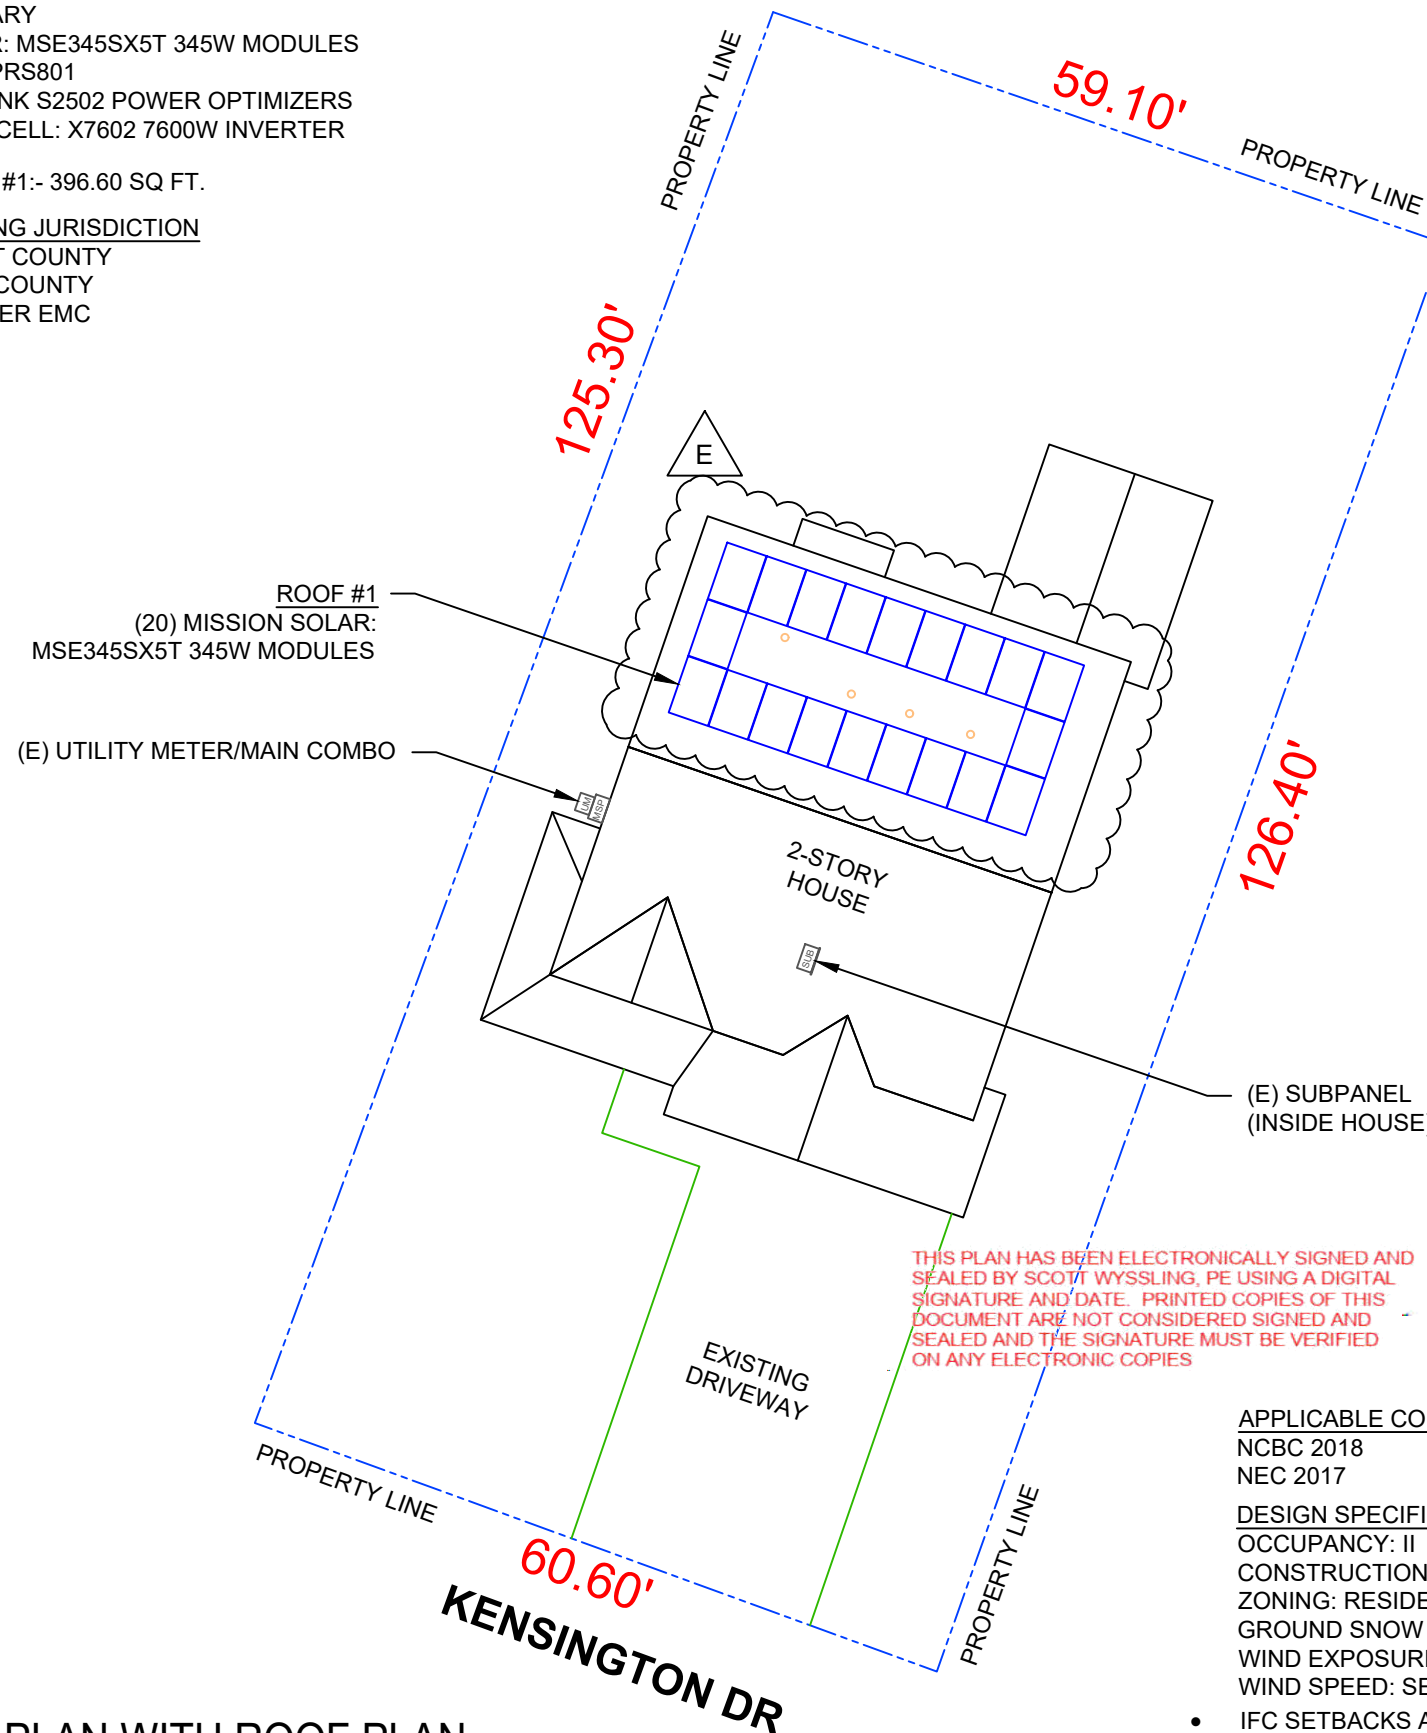 ARY
R: MSE345SX5T 345W MODULES
PRS801
NK S2502 POWER OPTIMIZERS
CELL: X7602 7600W INVERTER
#1:- 396.60 SQ FT.
NG JURISDICTION
T COUNTY
COUNTY
ER EMC
PROPERTY LINE
59.10'
PROPERTY LINE
125.30'
E
ROOF #1
(20) MISSION SOLAR:
MSE345SX5T 345W MODULES
(E) UTILITY METER/MAIN COMBO
UM
MSP
126.40'
2-STORY
HOUSE
SUB
(E) SUBPANEL
(INSIDE HOUSE)
THIS PLAN HAS BEEN ELECTRONICALLY SIGNED AND
SEALED BY SCOTT WYSSLING, PE USING A DIGITAL
SIGNATURE AND DATE. PRINTED COPIES OF THIS
DOCUMENT ARE NOT CONSIDERED SIGNED AND
SEALED AND THE SIGNATURE MUST BE VERIFIED
ON ANY ELECTRONIC COPIES
EXISTING
DRIVEWAY
PROPERTY LINE
PROPERTY LINE
60.60'
KENSINGTON DR
APPLICABLE CO
NCBC 2018
NEC 2017
DESIGN SPECIFI
OCCUPANCY: II
CONSTRUCTION
ZONING: RESIDE
GROUND SNOW
WIND EXPOSURE
WIND SPEED: SE
• IFC SETBACKS A
PLAN WITH ROOF PLAN